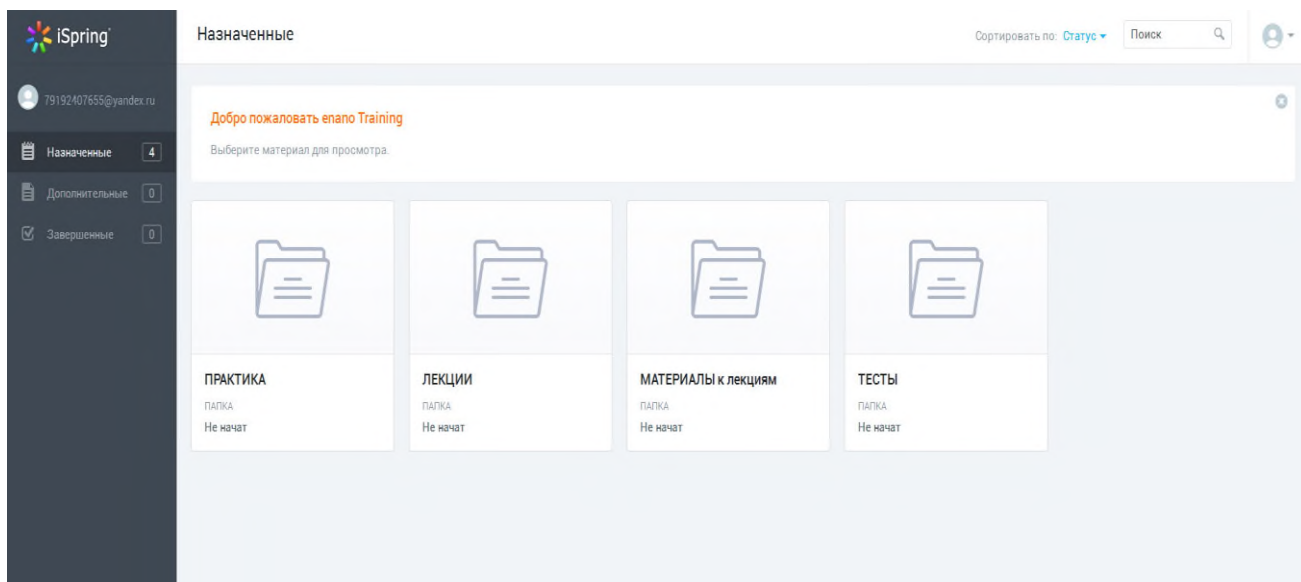 iSpring
Назначенные
Сортировать по: Статус
Поиск
79192407655@yandex.ru
Назначенные 4
Дополнительные 0
Завершенные 0
Добро пожаловать enano Training
Выберите материал для просмотра.
ПРАКТИКА
ПАПКА
Не начат
ЛЕКЦИИ
ПАПКА
Не начат
МАТЕРИАЛЫ к лекциям
ПАПКА
Не начат
ТЕСТЫ
ПАПКА
Не начат